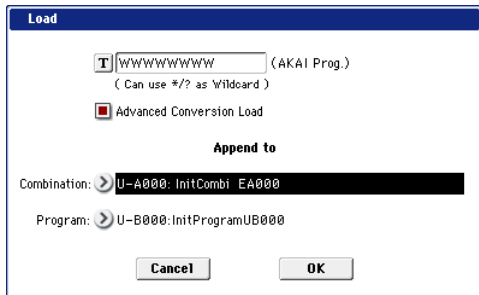 Load
T WWWWWWWW (AKAI Prog.)
( Can use */? as Wildcard )
Advanced Conversion Load
Append to
Combination: U-A000: InitCombi EA000
Program: U-B000:InitProgramUB000
Cancel OK